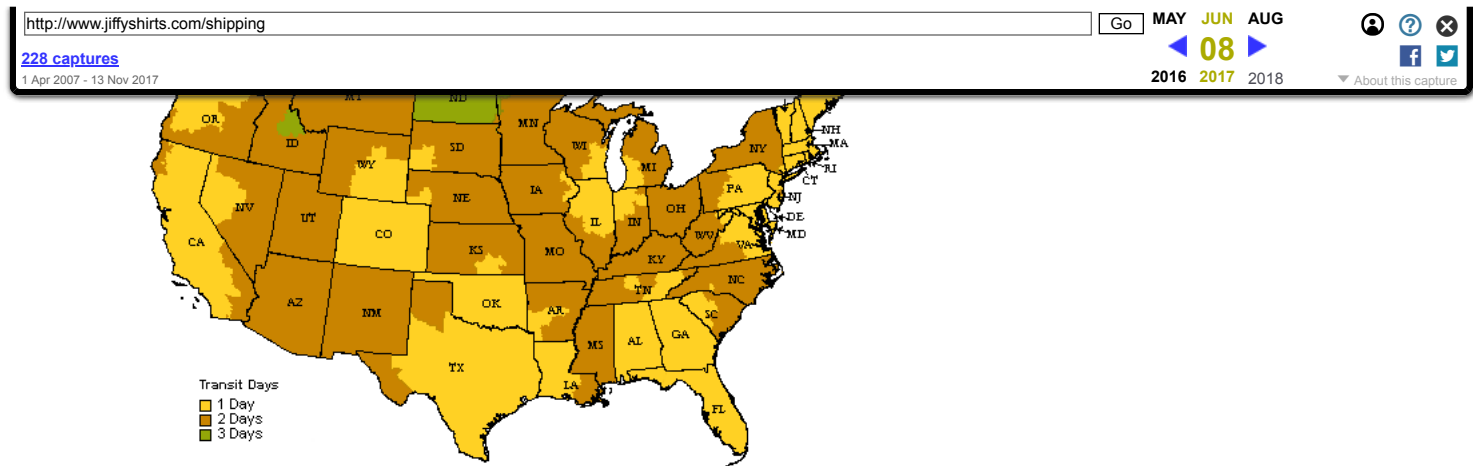 http://www.jiffyshirts.com/shipping
Go
MAY JUN AUG
08
2016 2017 2018
228 captures
1 Apr 2007 - 13 Nov 2017
About this capture
MT
ND
OR
MN
NH
ID
SD
WI
NY
MA
WY
MI
RI
CT
IA
PA
NE
NJ
NV
UT
IL
IN
OH
DE
CO
WV
MD
CA
KS
MO
VA
KY
NC
AZ
OK
TN
NM
AR
SC
MS
AL
GA
TX
LA
FL
Transit Days
1 Day
2 Days
3 Days